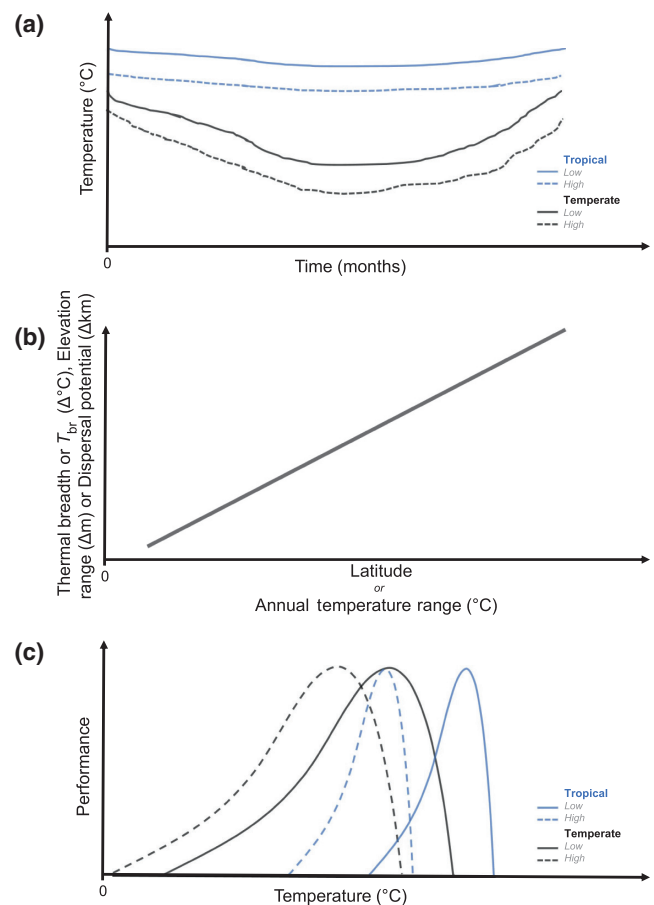 (a)
Temperature (°C)
Tropical
Low
High
Temperate
Low
High
0
Time (months)
(b)
Thermal breadth or Tbr (Δ°C), Elevation
range (Δm) or Dispersal potential (Δkm)
0
Latitude
or
Annual temperature range (°C)
(c)
Performance
Tropical
Low
High
Temperate
Low
High
0
Temperature (°C)